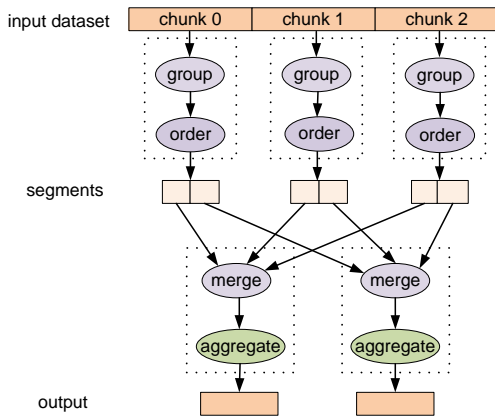 input dataset
chunk 0
chunk 1
chunk 2
group
group
group
order
order
order
segments
merge
merge
aggregate
aggregate
output